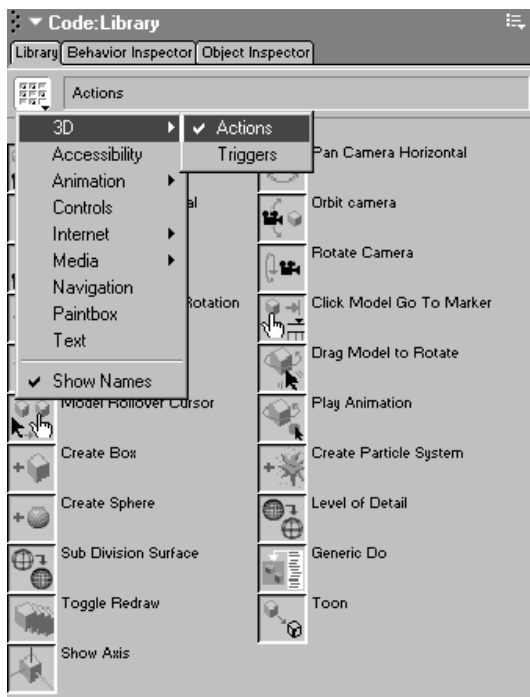 Code:Library
Library Behavior Inspector Object Inspector
Actions
3D
Actions
Accessibility
Triggers
Animation
Controls
Internet
Media
Navigation
Paintbox
Text
Show Names
Pan Camera Horizontal
al
Orbit camera
Rotate Camera
Rotation
Click Model Go To Marker
Drag Model to Rotate
Model Rollover Cursor
Play Animation
Create Box
Create Particle System
Create Sphere
Level of Detail
Sub Division Surface
Generic Do
Toggle Redraw
Toon
Show Axis